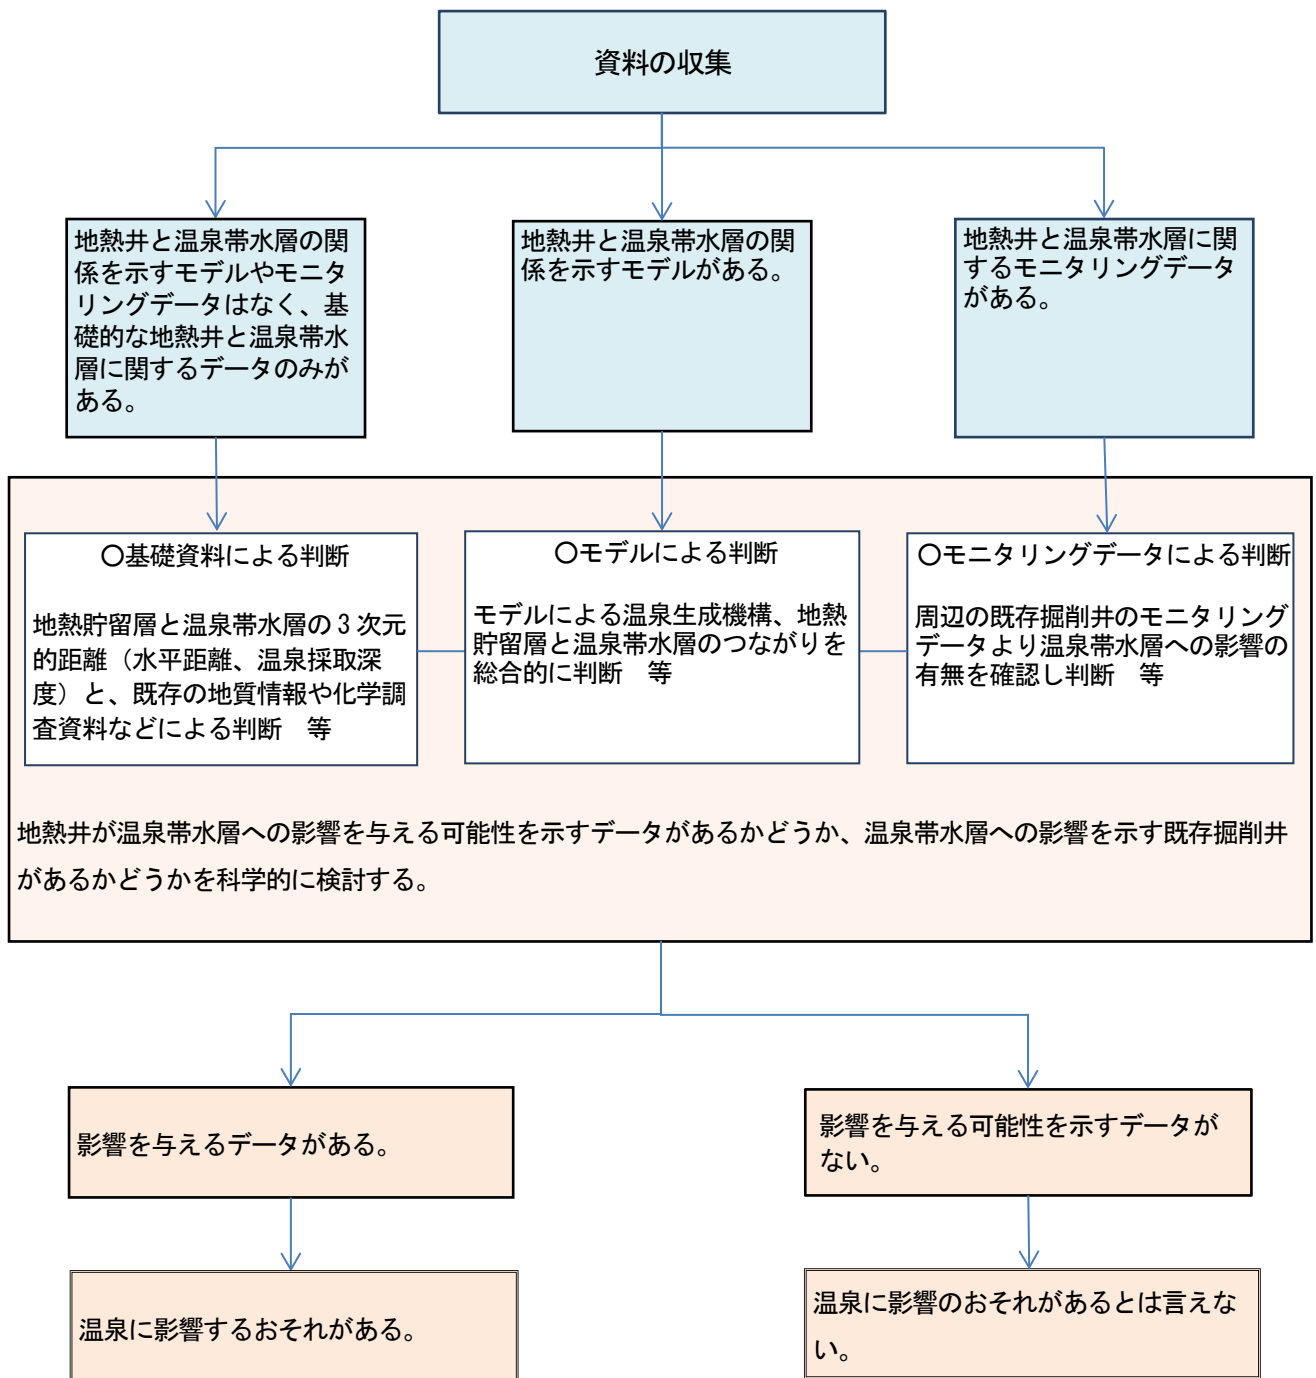 資料の収集
地熱井と温泉帯水層の関
係を示すモデルやモニタ
リングデータはなく、基
礎的な地熱井と温泉帯水
層に関するデータのみが
ある。
地熱井と温泉帯水層の関
係を示すモデルがある。
地熱井と温泉帯水層に関
するモニタリングデータ
がある。
〇基礎資料による判断
地熱貯留層と温泉帯水層の3次元
的距離（水平距離、温泉採取深
度）と、既存の地質情報や化学調
査資料などによる判断　等
〇モデルによる判断
モデルによる温泉生成機構、地熱
貯留層と温泉帯水層のつながりを
総合的に判断　等
〇モニタリングデータによる判断
周辺の既存掘削井のモニタリング
データより温泉帯水層への影響の
有無を確認し判断　等
地熱井が温泉帯水層への影響を与える可能性を示すデータがあるかどうか、温泉帯水層への影響を示す既存掘削井
があるかどうかを科学的に検討する。
影響を与えるデータがある。
影響を与える可能性を示すデータが
ない。
温泉に影響するおそれがある。
温泉に影響のおそれがあるとは言えな
い。